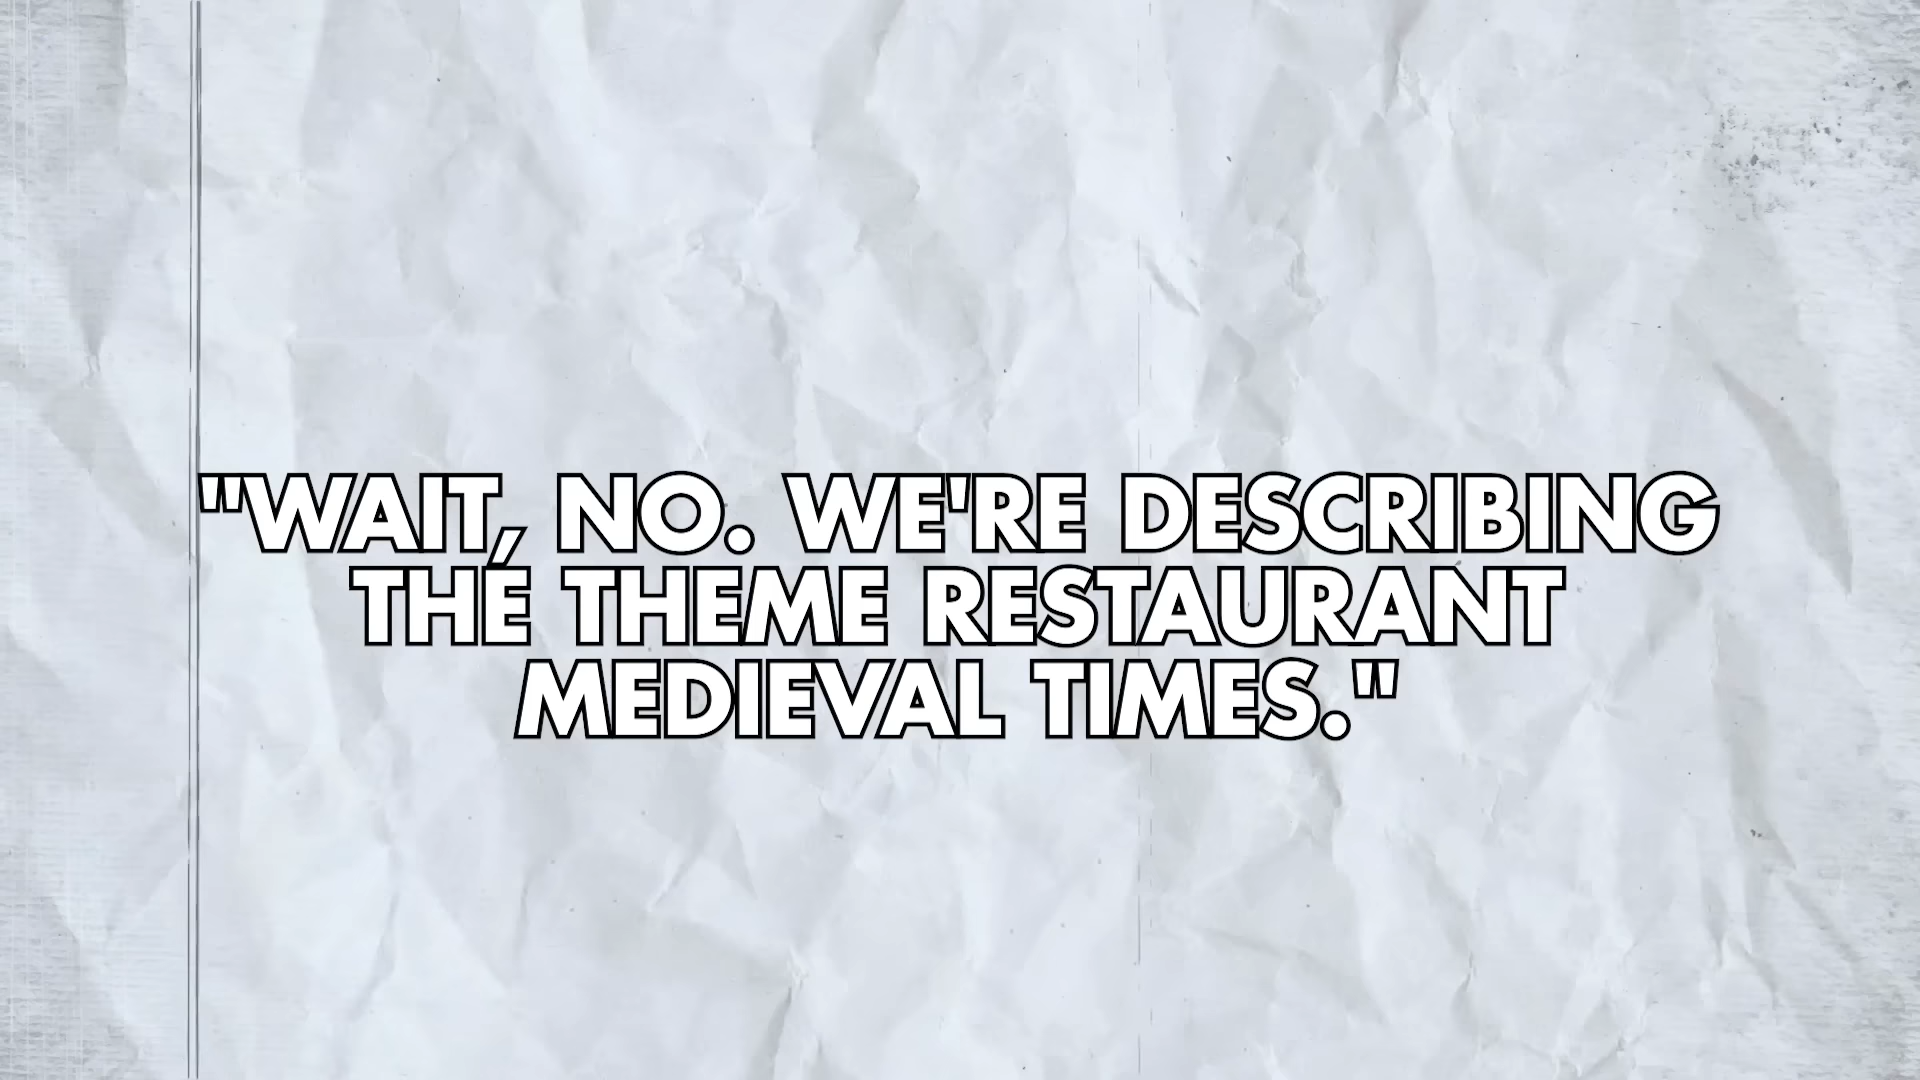 "WAIT, NO. WE'RE DESCRIBING
THE THEME RESTAURANT
MEDIEVAL TIMES."